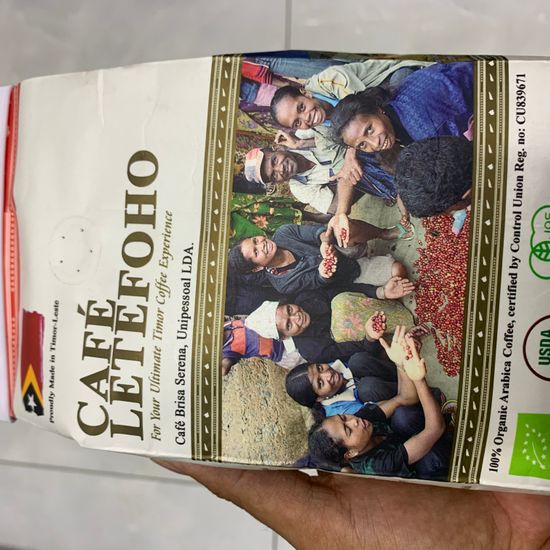 Proudly Made in Timor-Leste
CAFÉ
LETEFOHO
For Your Ultimate Timor Coffee Experience
Café Brisa Serena, Unipessoal LDA.
100% Organic Arabica Coffee, certified by Control Union Reg. no: CU839671
USDA